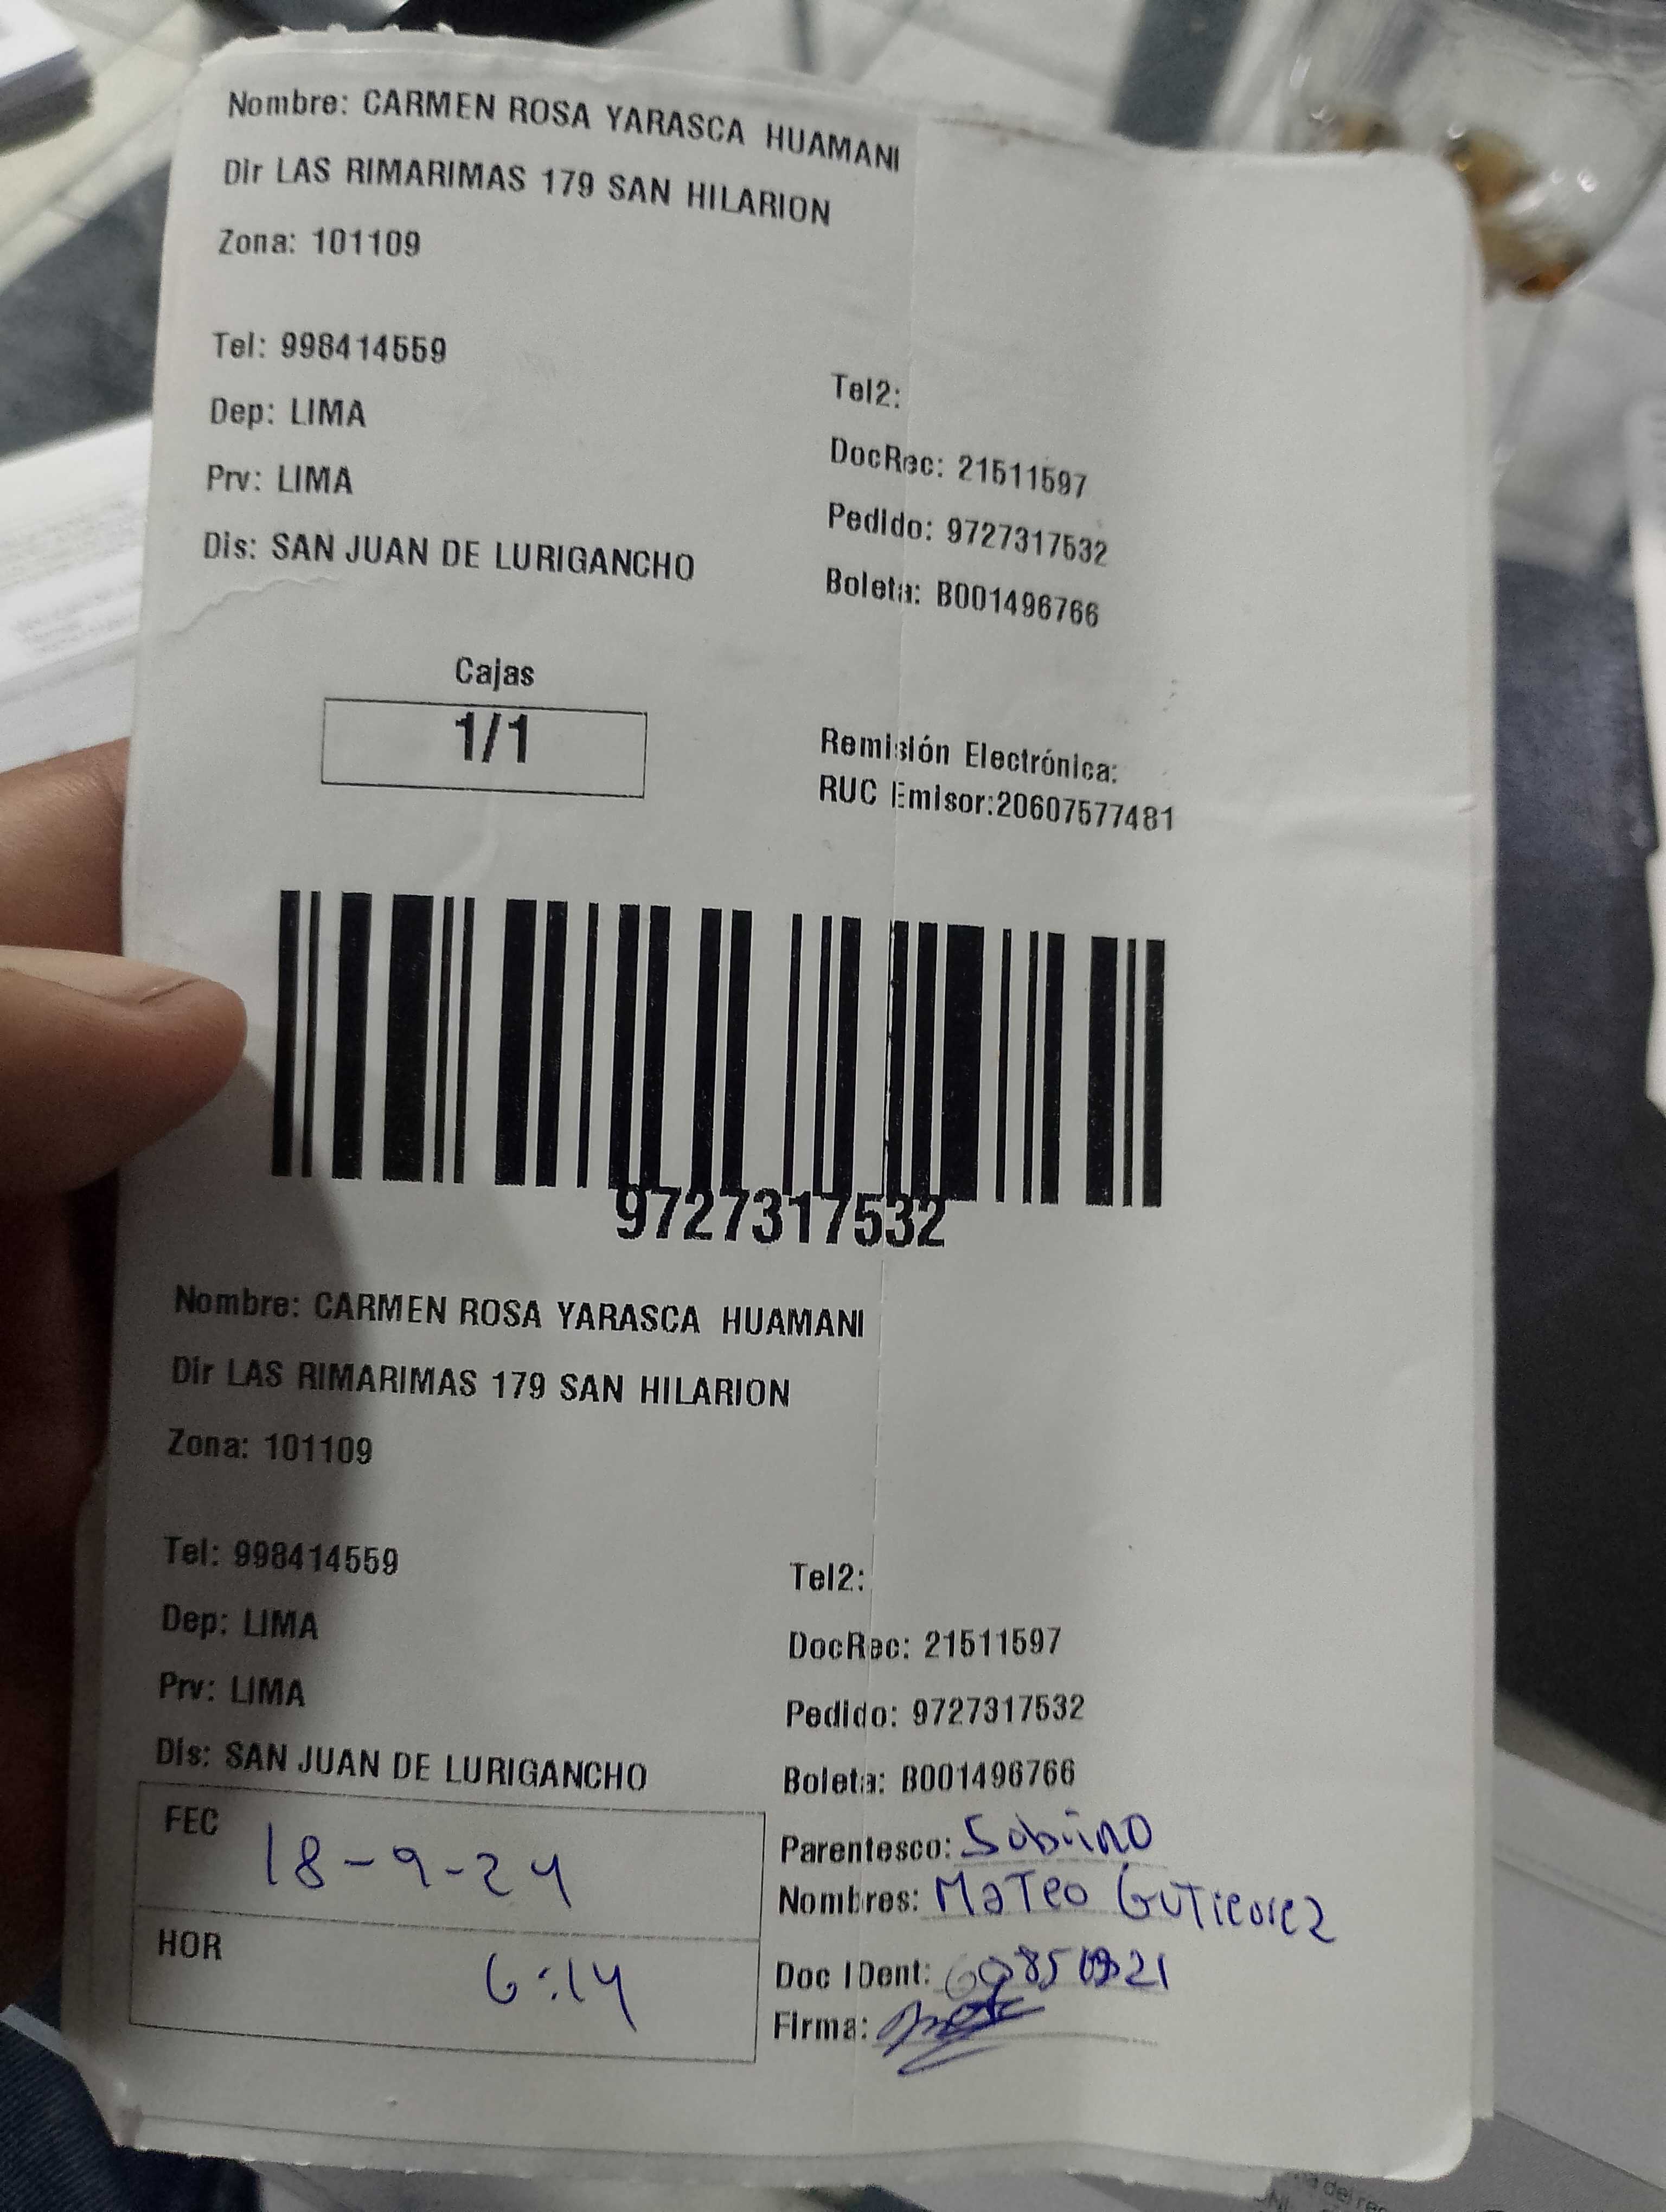 Nombre: CARMEN ROSA YARASCA HUAMANI
Dir LAS RIMARIMAS 179 SAN HILARION
Zona: 101109
Tel: 998414559
Tel2:
Dep: LIMA
DocRec: 21511597
Prv: LIMA
Pedido: 9727317532
Dis: SAN JUAN DE LURIGANCHO
Boleta: B001496766
Cajas
1/1
Remisión Electrónica:
RUC Emisor:20607577481
9727317532
Nombre: CARMEN ROSA YARASCA HUAMANI
Dir LAS RIMARIMAS 179 SAN HILARION
Zona: 101109
Tel: 998414559
Tel2:
Dep: LIMA
DocRec: 21511597
Prv: LIMA
Pedido: 9727317532
Dis: SAN JUAN DE LURIGANCHO
Boleta: B001496766
FEC 18-9-24
Parentesco: Sobrino
Nombres: MaTeo GuTierrez
HOR 6:14
Doc IDent:
Firma: